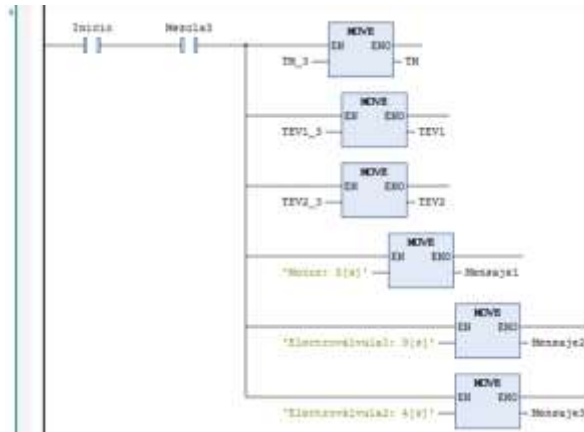 Inicio Mezcla3
MOVE
EN ENO
TM_3 TM
MOVE
EN ENO
TEV1_3 TEV1
MOVE
EN ENO
TEV2_3 TEV2
MOVE
EN ENO
'Motor: 5[s]' Mensaje1
MOVE
EN ENO
'Electroválvula1: 3[s]' Mensaje2
MOVE
EN ENO
'Electroválvula2: 4[s]' Mensaje3